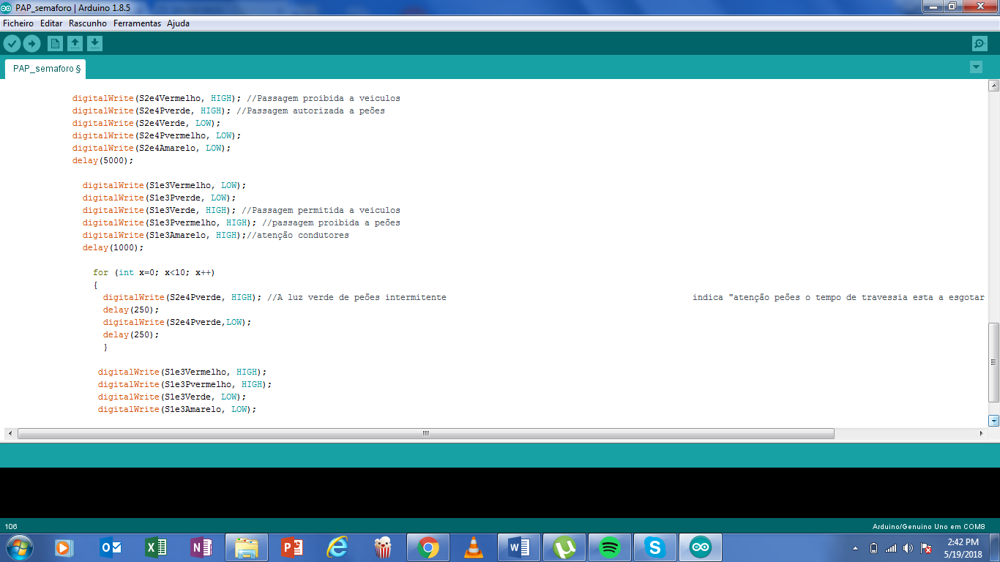 PAP_semaforo | Arduino 1.8.5
Ficheiro Editar Rascunho Ferramentas Ajuda
PAP_semaforo §
digitalWrite(S2e4Vermelho, HIGH); //Passagem proibida a veiculos
digitalWrite(S2e4Pverde, HIGH); //Passagem autorizada a peões
digitalWrite(S2e4Verde, LOW);
digitalWrite(S2e4Pvermelho, LOW);
digitalWrite(S2e4Amarelo, LOW);
delay(5000);
digitalWrite(S1e3Vermelho, LOW);
digitalWrite(S1e3Pverde, LOW);
digitalWrite(S1e3Verde, HIGH); //Passagem permitida a veiculos
digitalWrite(S1e3Pvermelho, HIGH); //passagem proibida a peões
digitalWrite(S1e3Amarelo, HIGH);//atenção condutores
delay(1000);
for (int x=0; x<10; x++)
{
digitalWrite(S2e4Pverde, HIGH); //A luz verde de peões intermitente indica "atenção peões o tempo de travessia esta a esgotar
delay(250);
digitalWrite(S2e4Pverde,LOW);
delay(250);
}
digitalWrite(S1e3Vermelho, HIGH);
digitalWrite(S1e3Pvermelho, HIGH);
digitalWrite(S1e3Verde, LOW);
digitalWrite(S1e3Amarelo, LOW);
106 Arduino/Genuino Uno em COM8
2:42 PM
5/19/2018